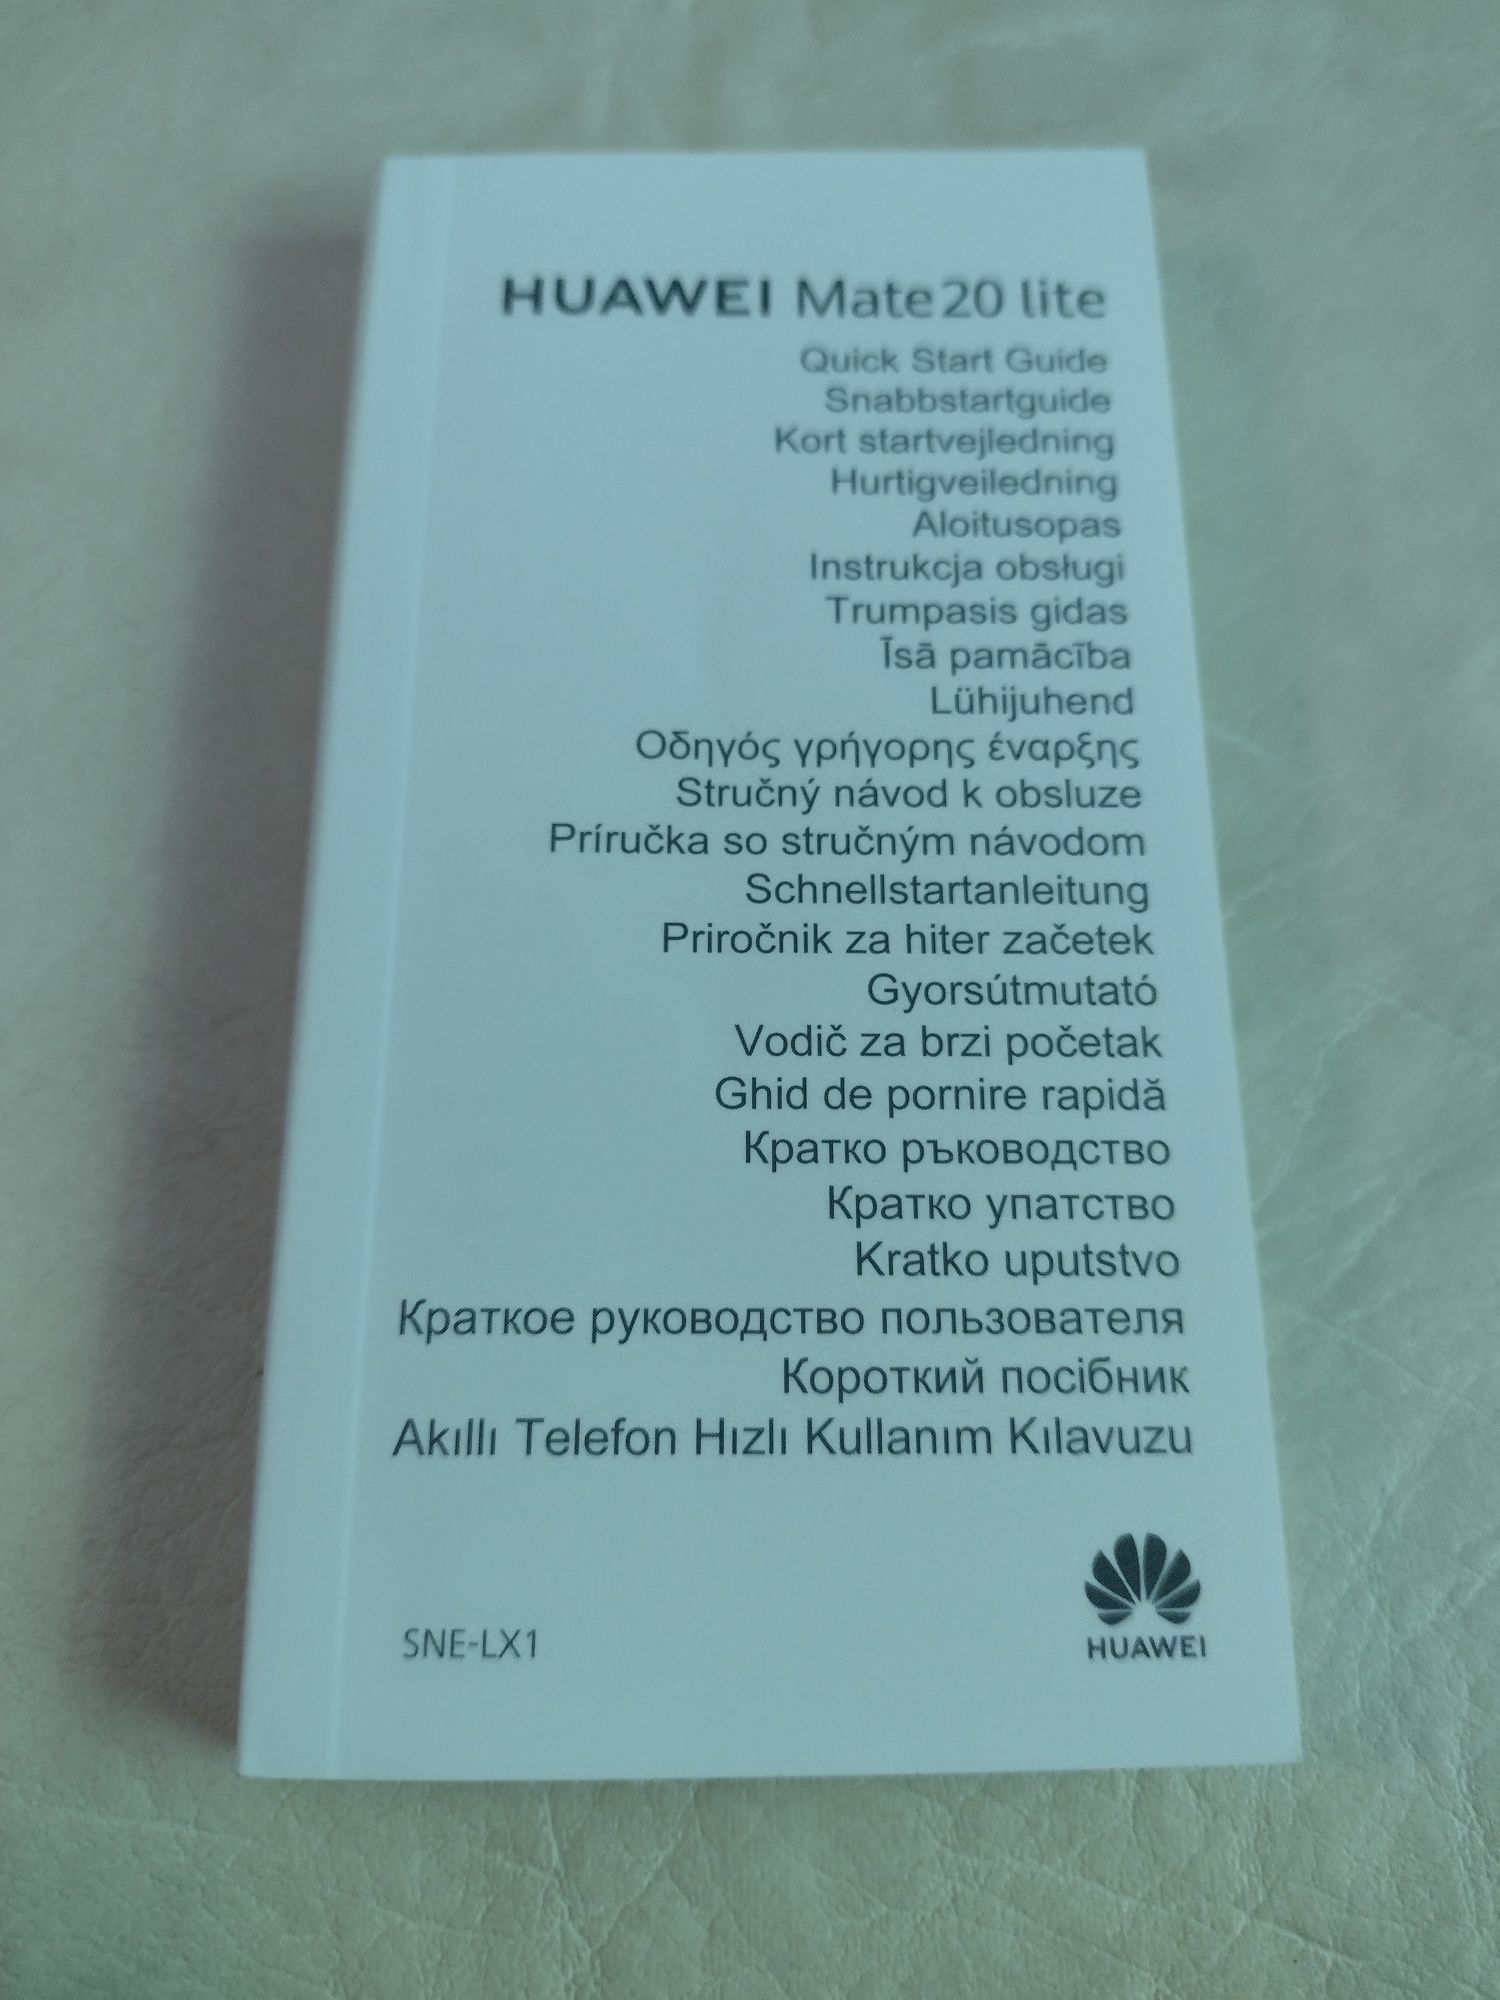 HUAWEI Mate 20 lite
Quick Start Guide
Snabbstartguide
Kort startvejledning
Hurtigveiledning
Aloitusopas
Instrukcja obsługi
Trumpasis gidas
Īsā pamācība
Lühijuhend
Οδηγός γρήγορης έναρξης
Stručný návod k obsluze
Príručka so stručným návodom
Schnellstartanleitung
Priročnik za hiter začetek
Gyorsútmutató
Vodič za brzi početak
Ghid de pornire rapidă
Кратко ръководство
Кратко упатство
Kratko uputstvo
Краткое руководство пользователя
Короткий посібник
Akıllı Telefon Hızlı Kullanım Kılavuzu
SNE-LX1
HUAWEI